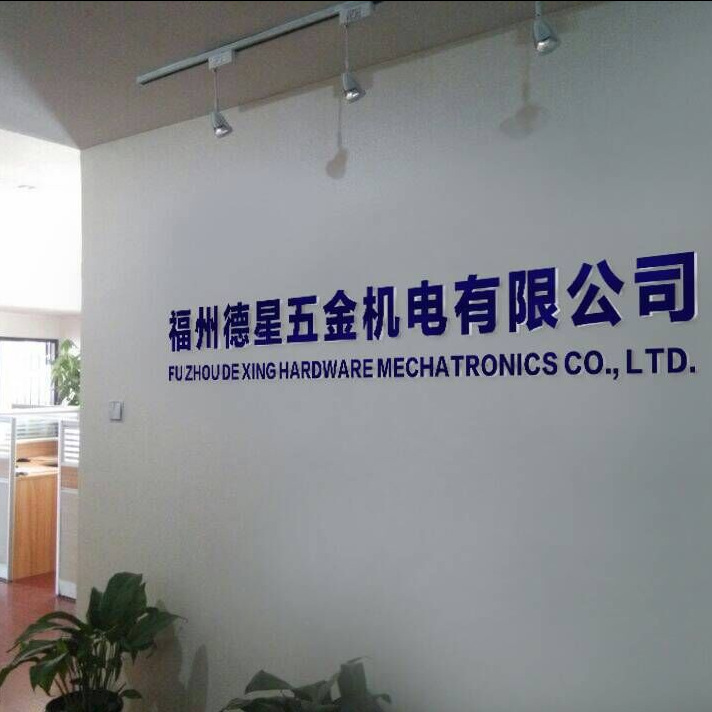 福州德星五金机电有限公司
FU ZHOU DE XING HARDWARE MECHATRONICS CO., LTD.